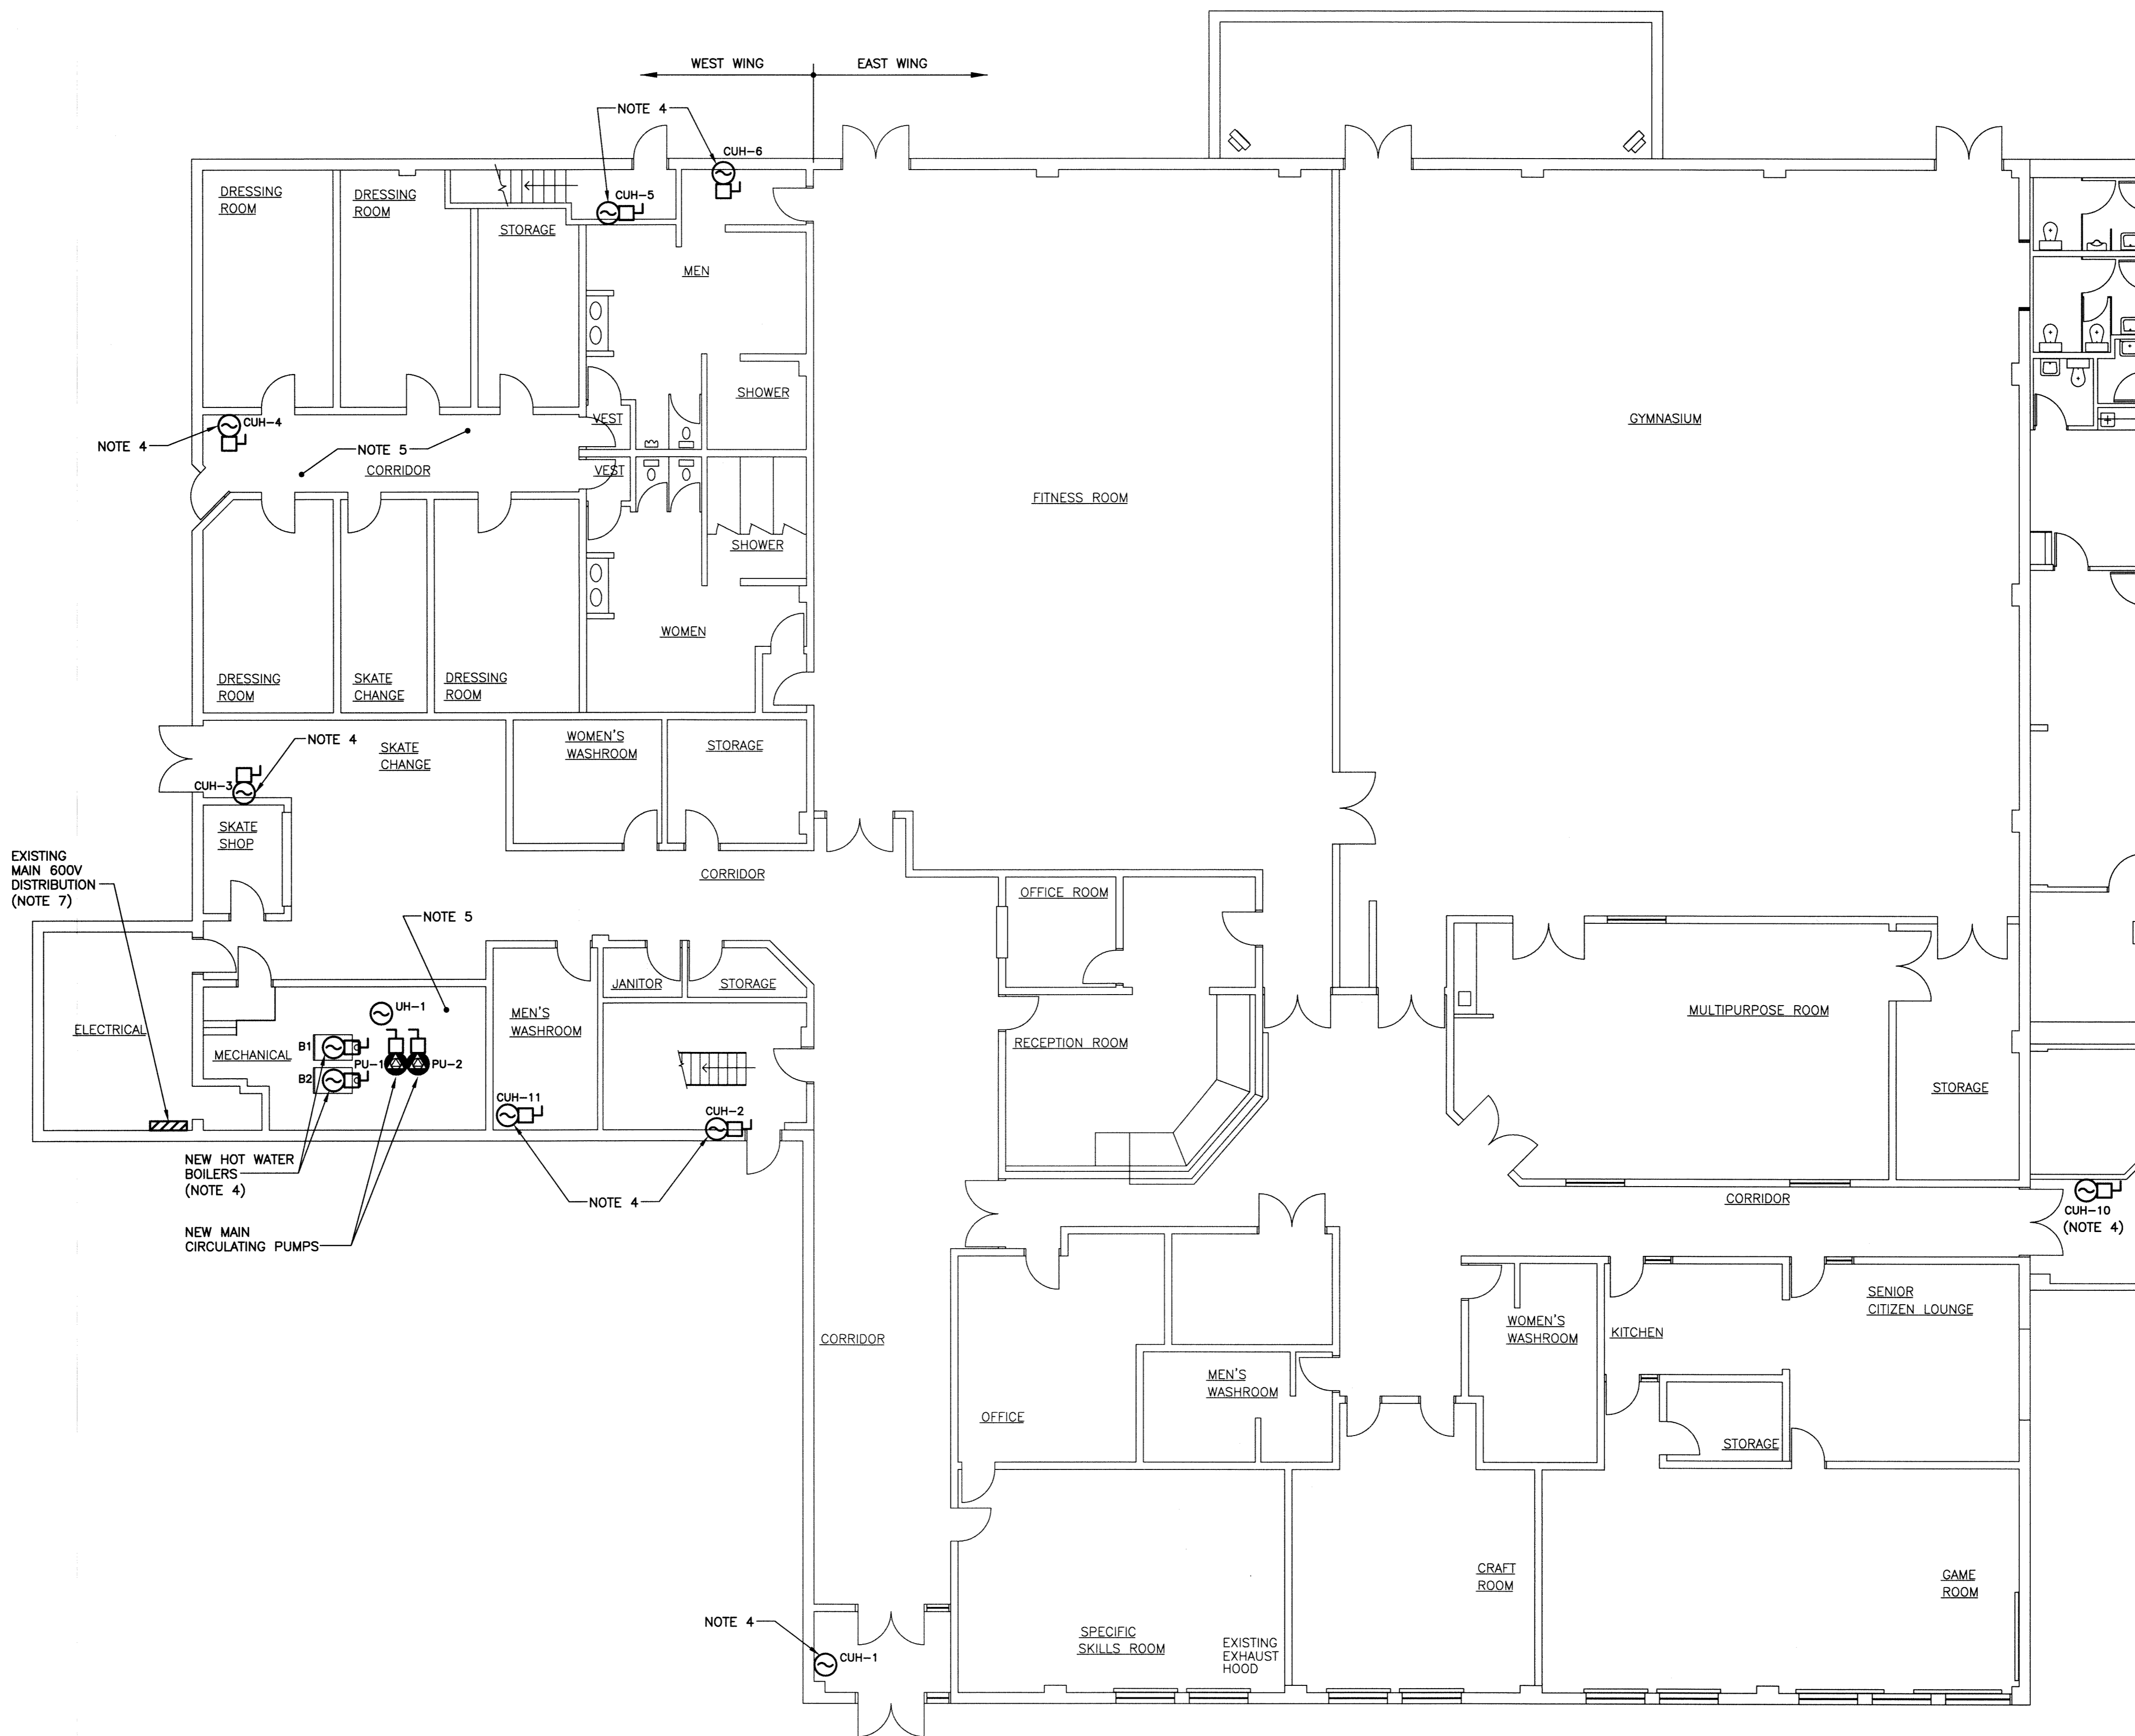 WEST WING
EAST WING
NOTE 4
CUH-6
CUH-5
DRESSING
ROOM
DRESSING
ROOM
STORAGE
MEN
SHOWER
CUH-4
NOTE 4
VEST
NOTE 5
CORRIDOR
VEST
GYMNASIUM
FITNESS ROOM
SHOWER
WOMEN
DRESSING
ROOM
SKATE
CHANGE
DRESSING
ROOM
NOTE 4
SKATE
CHANGE
WOMEN'S
WASHROOM
STORAGE
CUH-3
SKATE
SHOP
EXISTING
MAIN 600V
DISTRIBUTION
(NOTE 7)
CORRIDOR
OFFICE ROOM
NOTE 5
JANITOR
STORAGE
UH-1
ELECTRICAL
MEN'S
WASHROOM
MULTIPURPOSE ROOM
B1
MECHANICAL
PU-1
PU-2
B2
RECEPTION ROOM
STORAGE
CUH-11
CUH-2
NEW HOT WATER
BOILERS
(NOTE 4)
NOTE 4
NEW MAIN
CIRCULATING PUMPS
CORRIDOR
CUH-10
(NOTE 4)
SENIOR
CITIZEN LOUNGE
CORRIDOR
WOMEN'S
WASHROOM
KITCHEN
MEN'S
WASHROOM
OFFICE
STORAGE
CRAFT
ROOM
GAME
ROOM
NOTE 4
CUH-1
SPECIFIC
SKILLS ROOM
EXISTING
EXHAUST
HOOD